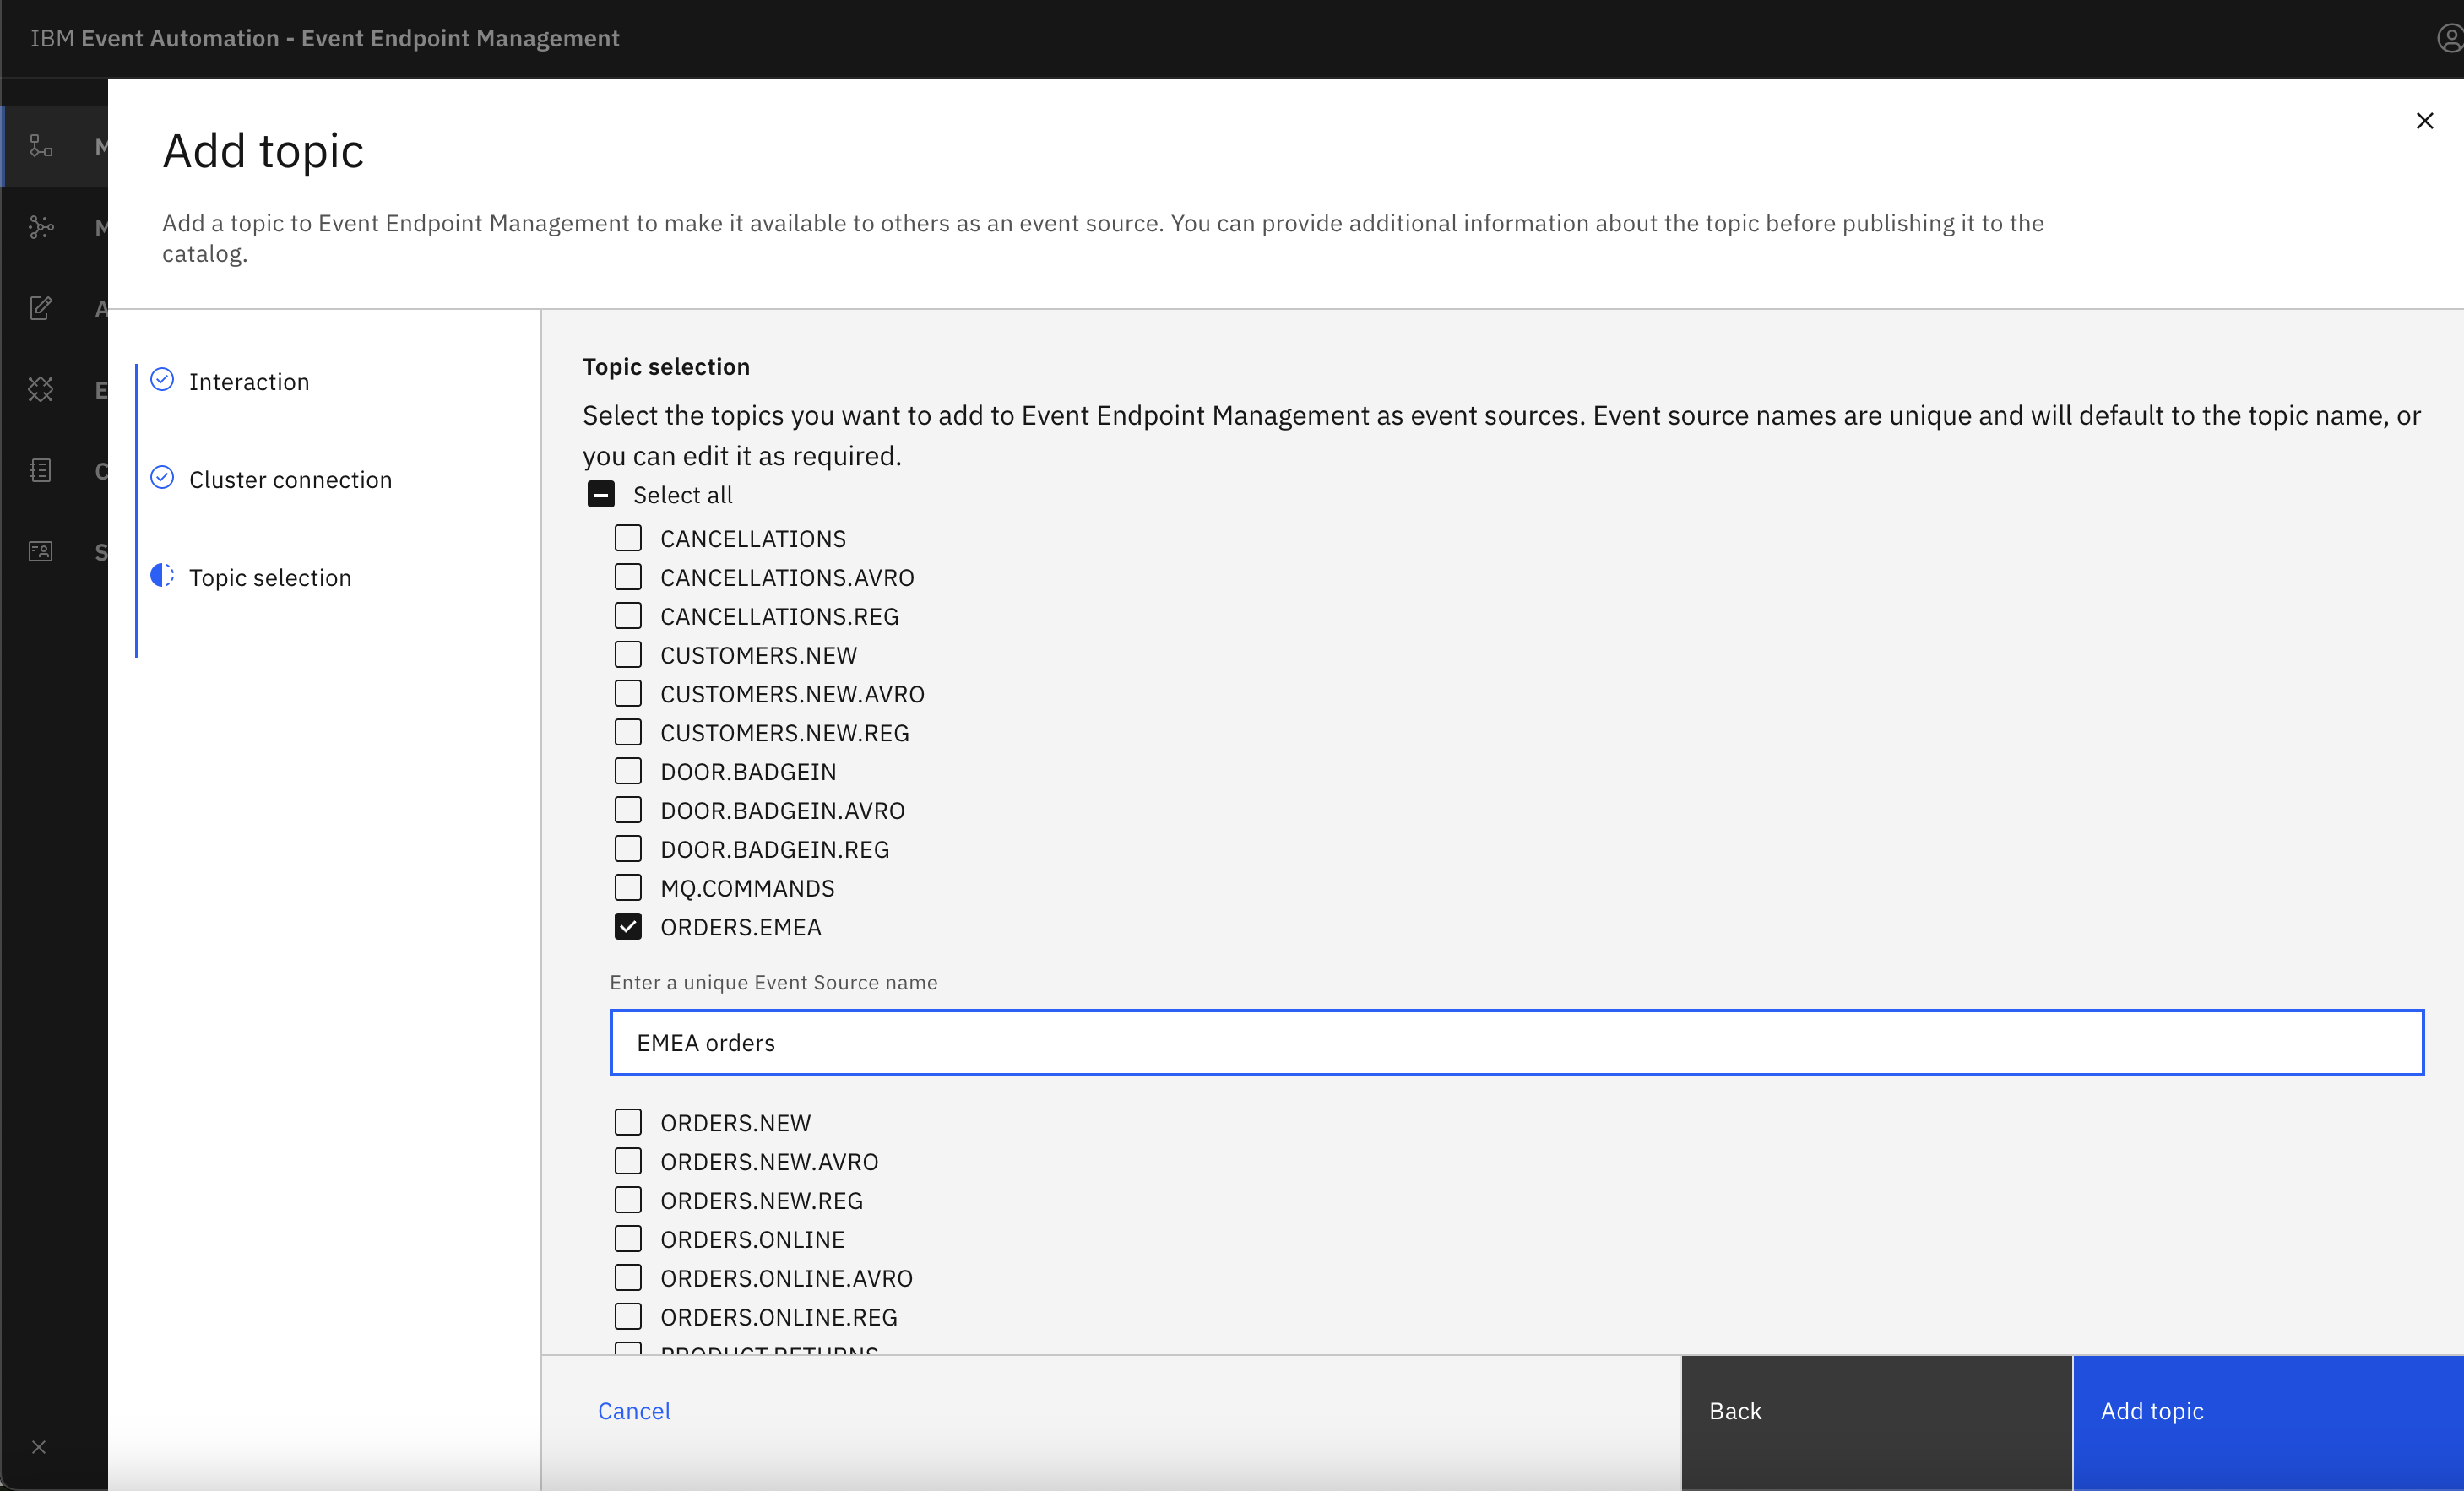 IBM Event Automation - Event Endpoint Management
Add topic
Add a topic to Event Endpoint Management to make it available to others as an event source. You can provide additional information about the topic before publishing it to the
catalog.
M
M
A
E
C
S
Interaction
Cluster connection
Topic selection
Topic selection
Select the topics you want to add to Event Endpoint Management as event sources. Event source names are unique and will default to the topic name, or
you can edit it as required.
Select all
CANCELLATIONS
CANCELLATIONS.AVRO
CANCELLATIONS.REG
CUSTOMERS.NEW
CUSTOMERS.NEW.AVRO
CUSTOMERS.NEW.REG
DOOR.BADGEIN
DOOR.BADGEIN.AVRO
DOOR.BADGEIN.REG
MQ.COMMANDS
ORDERS.EMEA
Enter a unique Event Source name
EMEA orders
ORDERS.NEW
ORDERS.NEW.AVRO
ORDERS.NEW.REG
ORDERS.ONLINE
ORDERS.ONLINE.AVRO
ORDERS.ONLINE.REG
PRODUCT.RETURNS
Cancel
Back
Add topic